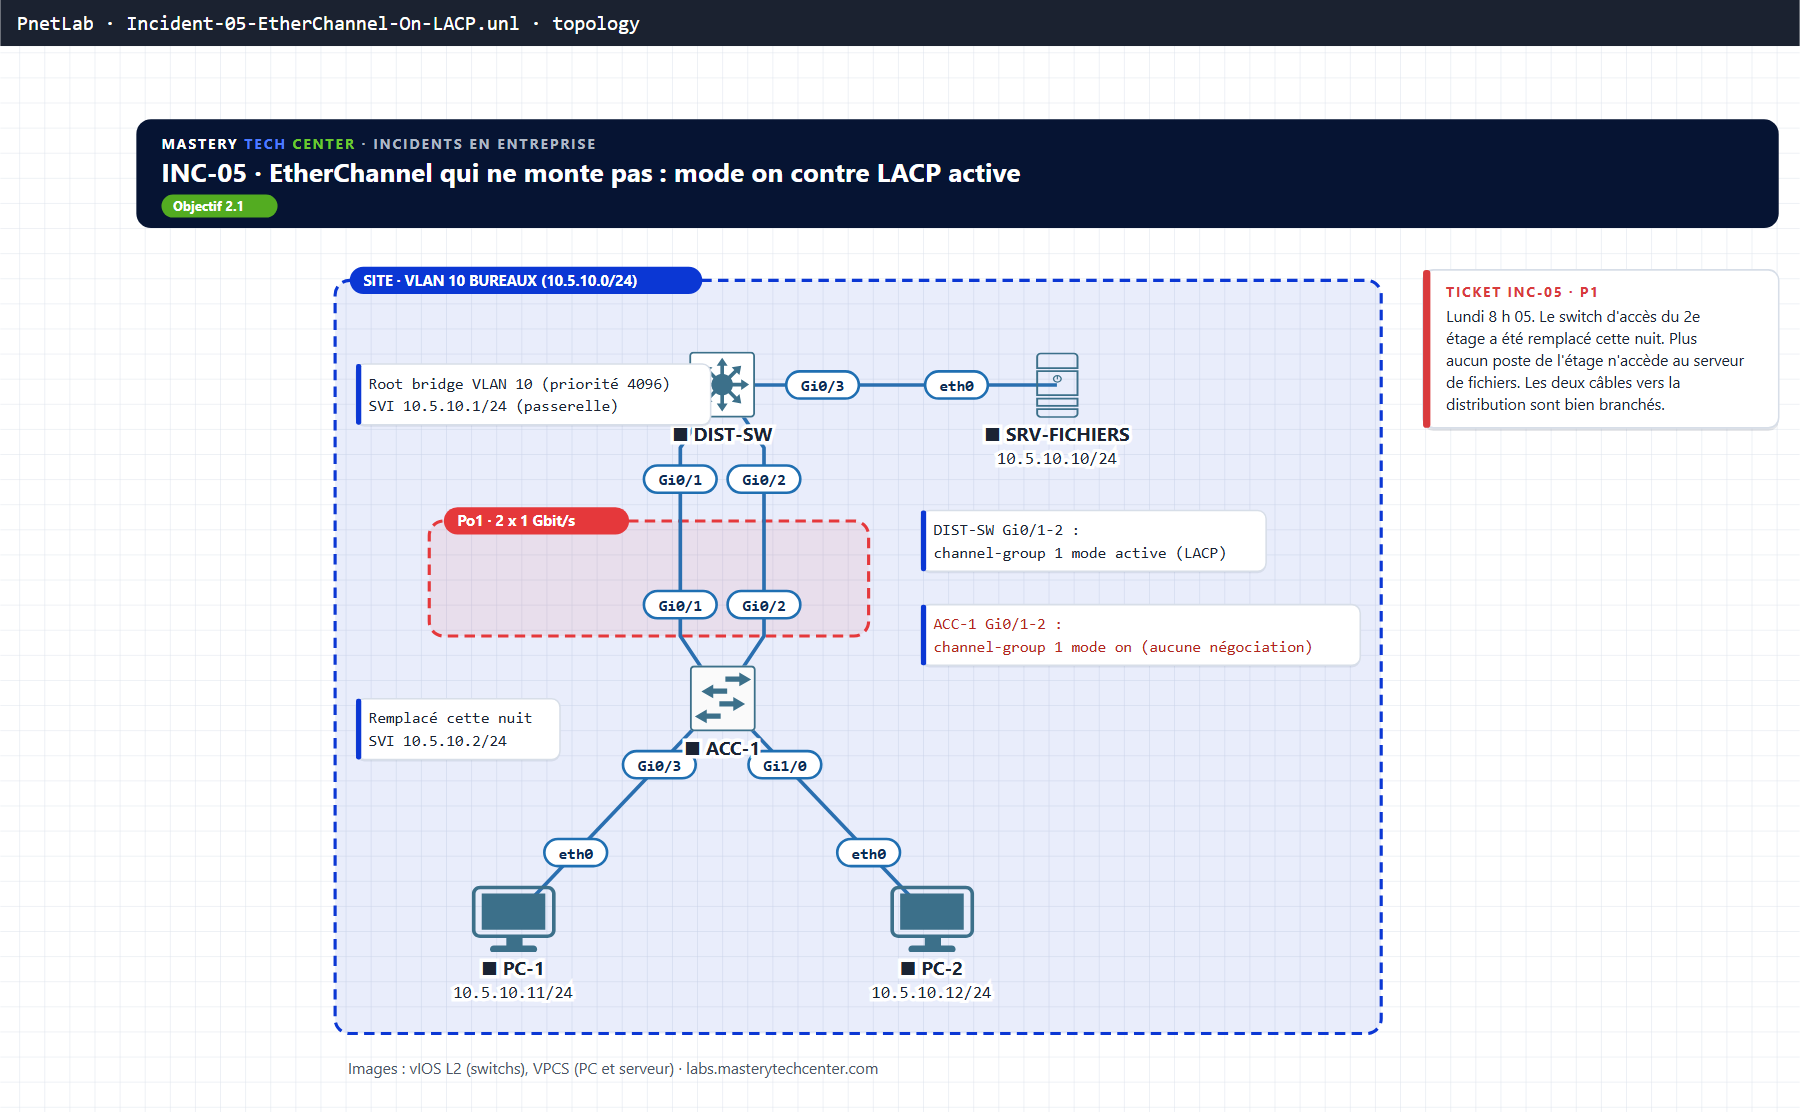 PnetLab · Incident-05-EtherChannel-On-LACP.unl · topology
MASTERY TECH CENTER · INCIDENTS EN ENTREPRISE
INC-05 · EtherChannel qui ne monte pas : mode on contre LACP active
Objectif 2.1
SITE · VLAN 10 BUREAUX (10.5.10.0/24)
TICKET INC-05 · P1
Lundi 8 h 05. Le switch d'accès du 2e
étage a été remplacé cette nuit. Plus
aucun poste de l'étage n'accède au serveur
de fichiers. Les deux câbles vers la
distribution sont bien branchés.
Root bridge VLAN 10 (priorité 4096)
SVI 10.5.10.1/24 (passerelle)
Gi0/3
eth0
■ DIST-SW
■ SRV-FICHIERS
10.5.10.10/24
Gi0/1
Gi0/2
Po1 · 2 x 1 Gbit/s
DIST-SW Gi0/1-2 :
channel-group 1 mode active (LACP)
Gi0/1
Gi0/2
ACC-1 Gi0/1-2 :
channel-group 1 mode on (aucune négociation)
Remplacé cette nuit
SVI 10.5.10.2/24
■ ACC-1
Gi0/3
Gi1/0
eth0
eth0
■ PC-1
10.5.10.11/24
■ PC-2
10.5.10.12/24
Images : vIOS L2 (switchs), VPCS (PC et serveur) · labs.masterytechcenter.com